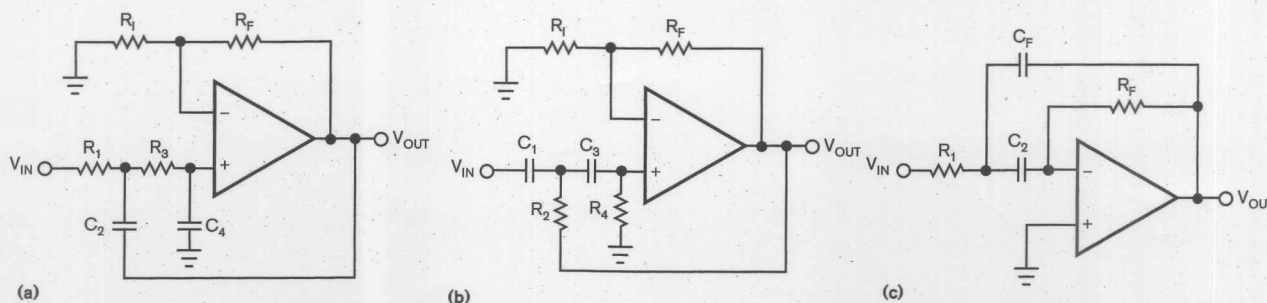 R_I R_F
V_IN R_1 R_3 − + V_OUT
C_2 C_4
(a)
R_I R_F
V_IN C_1 C_3 − + V_OUT
R_2 R_4
(b)
C_F
R_F
V_IN R_1 C_2 − + V_OU
(c)